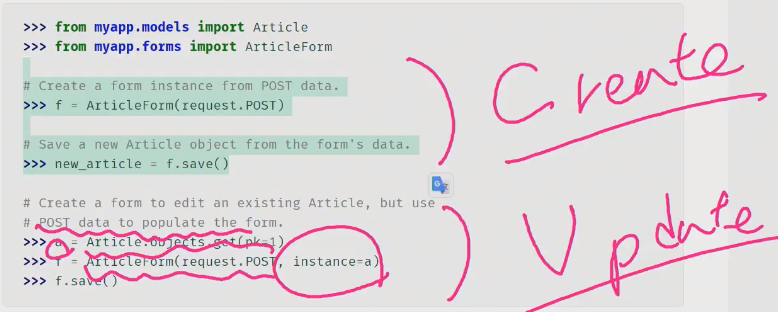 >>> from myapp.models import Article
>>> from myapp.forms import ArticleForm
# Create a form instance from POST data.
>>> f = ArticleForm(request.POST)
# Save a new Article object from the form's data.
>>> new_article = f.save()
Create
# Create a form to edit an existing Article, but use
# POST data to populate the form.
>>> a = Article.objects.get(pk=1)
>>> f = ArticleForm(request.POST, instance=a)
>>> f.save()
Update